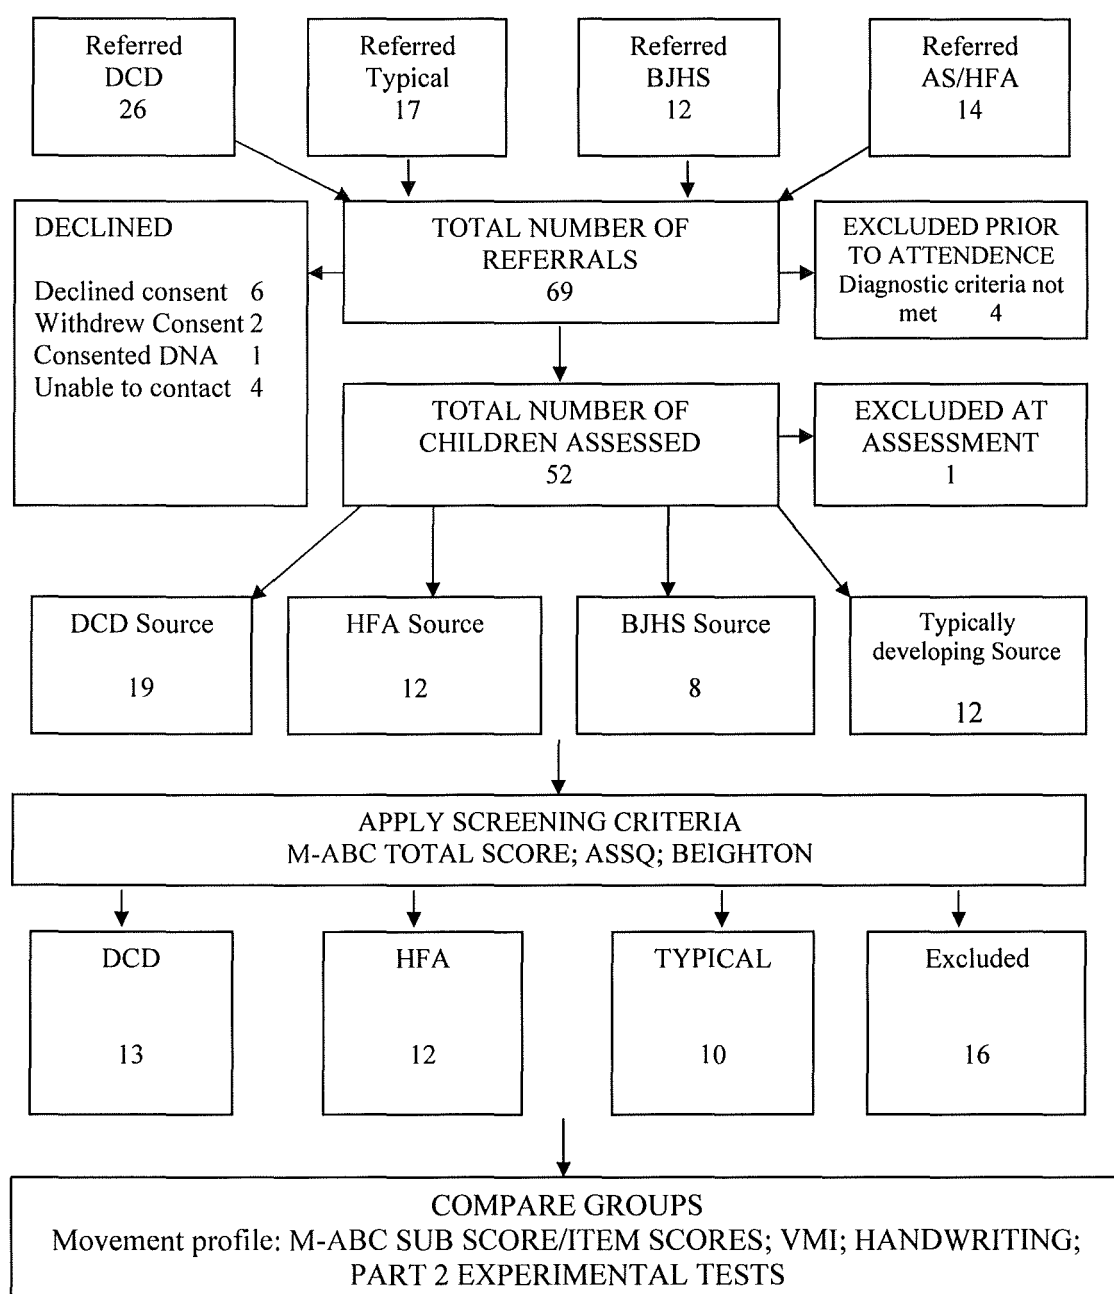 Referred
DCD
26
Referred
Typical
17
Referred
BJHS
12
Referred
AS/HFA
14
DECLINED
Declined consent 6
Withdrew Consent 2
Consented DNA 1
Unable to contact 4
TOTAL NUMBER OF
REFERRALS
69
EXCLUDED PRIOR
TO ATTENDENCE
Diagnostic criteria not
met 4
TOTAL NUMBER OF
CHILDREN ASSESSED
52
EXCLUDED AT
ASSESSMENT
1
DCD Source
19
HFA Source
12
BJHS Source
8
Typically
developing Source
12
APPLY SCREENING CRITERIA
M-ABC TOTAL SCORE; ASSQ; BEIGHTON
DCD
13
HFA
12
TYPICAL
10
Excluded
16
COMPARE GROUPS
Movement profile: M-ABC SUB SCORE/ITEM SCORES; VMI; HANDWRITING;
PART 2 EXPERIMENTAL TESTS